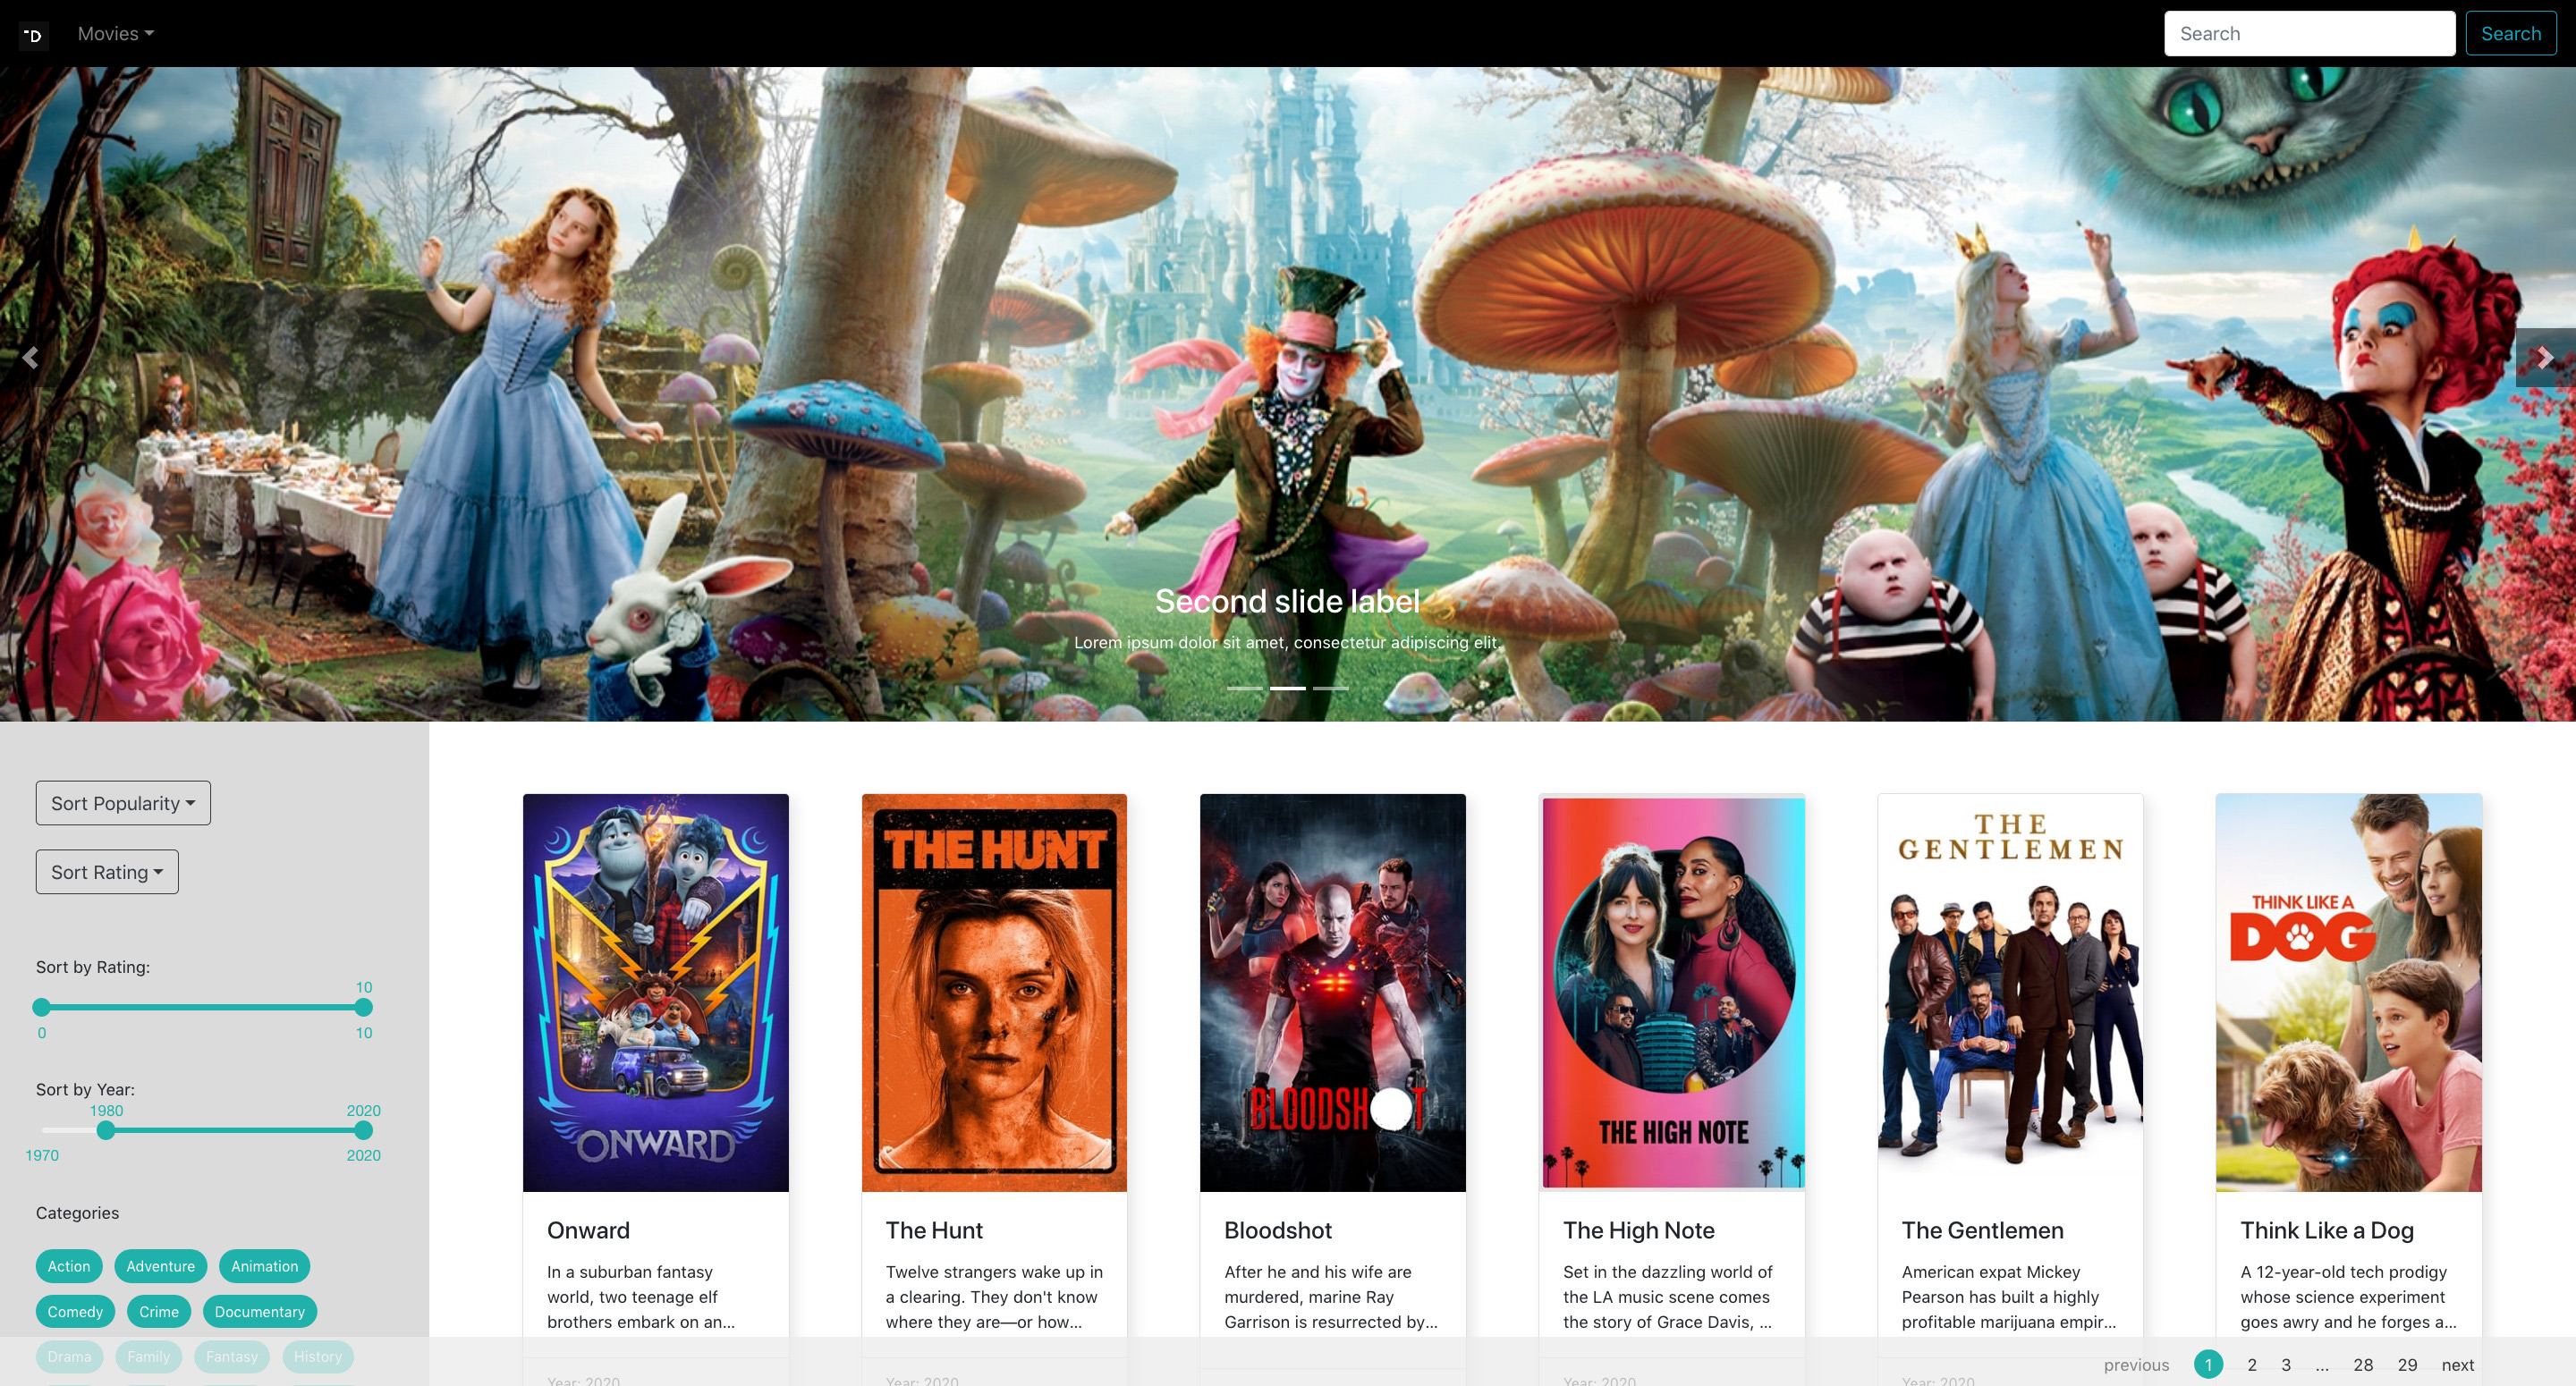 D
Movies
Search
Search
Second slide label
Lorem ipsum dolor sit amet, consectetur adipiscing elit.
Sort Popularity
Sort Rating
Sort by Rating:
10
0
10
Sort by Year:
1980
2020
1970
2020
Categories
Action
Adventure
Animation
Comedy
Crime
Documentary
Drama
Family
Fantasy
History
ONWARD
Onward
In a suburban fantasy
world, two teenage elf
brothers embark on an...
Year: 2020
THE HUNT
The Hunt
Twelve strangers wake up in
a clearing. They don't know
where they are—or how...
Year: 2020
BLOODSHOT
Bloodshot
After he and his wife are
murdered, marine Ray
Garrison is resurrected by...
THE HIGH NOTE
The High Note
Set in the dazzling world of
the LA music scene comes
the story of Grace Davis, ...
Year: 2020
THE
GENTLEMEN
The Gentlemen
American expat Mickey
Pearson has built a highly
profitable marijuana empir...
Year: 2020
THINK LIKE A
DOG
Think Like a Dog
A 12-year-old tech prodigy
whose science experiment
goes awry and he forges a...
previous
1
2
3
...
28
29
next